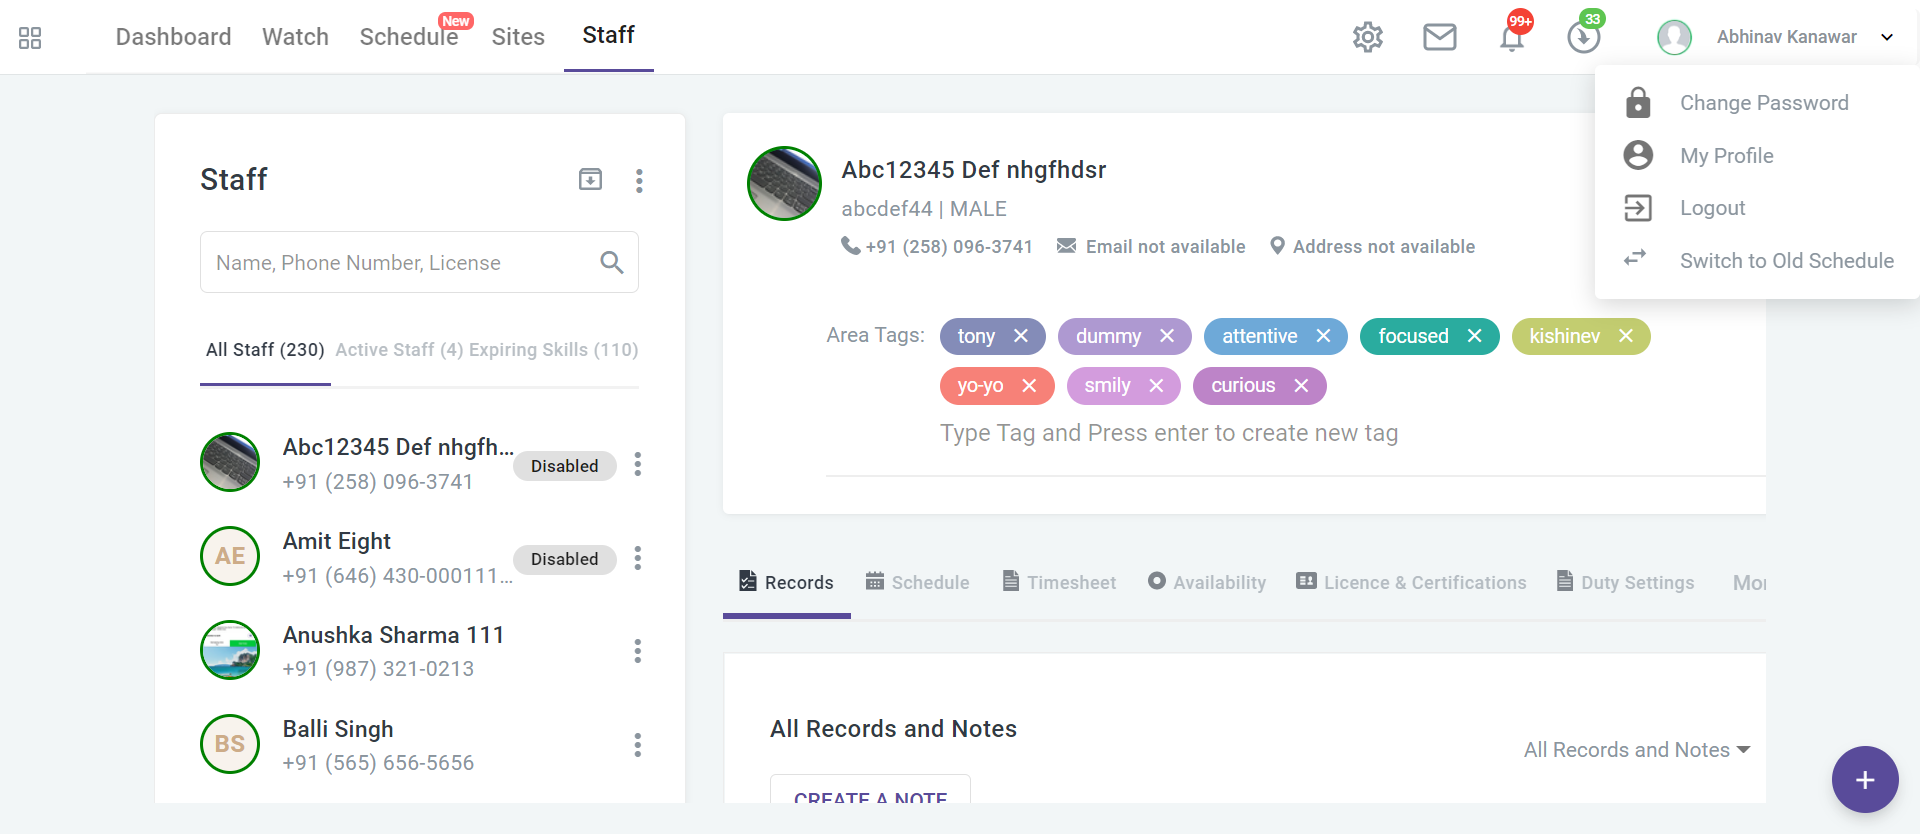 Dashboard Watch Schedule New Sites Staff 99+ 33 Abhinav Kanawar
Change Password
My Profile
Logout
Switch to Old Schedule
Staff
Name, Phone Number, License
All Staff (230) Active Staff (4) Expiring Skills (110)
Abc12345 Def nhgfh...
+91 (258) 096-3741
Disabled
AE
Amit Eight
+91 (646) 430-000111...
Disabled
Anushka Sharma 111
+91 (987) 321-0213
BS
Balli Singh
+91 (565) 656-5656
Abc12345 Def nhgfhdsr
abcdef44 | MALE
+91 (258) 096-3741 Email not available Address not available
Area Tags: tony dummy attentive focused kishinev
yo-yo smily curious
Type Tag and Press enter to create new tag
Records Schedule Timesheet Availability Licence & Certifications Duty Settings Mor
All Records and Notes
All Records and Notes
CREATE A NOTE